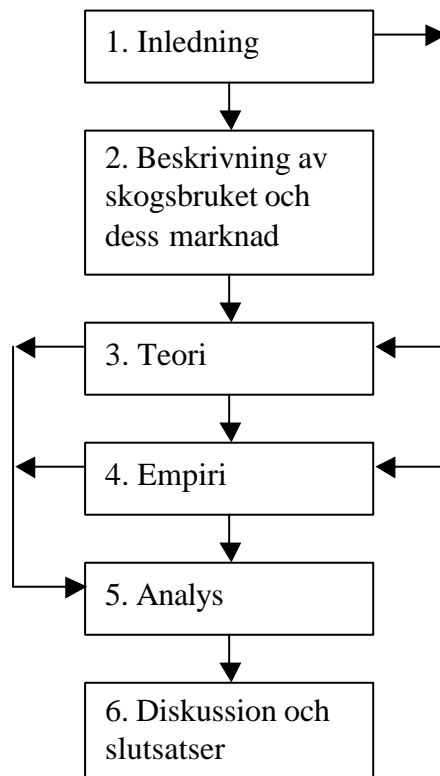 1. Inledning
2. Beskrivning av
skogsbruket och
dess marknad
3. Teori
4. Empiri
5. Analys
6. Diskussion och
slutsatser